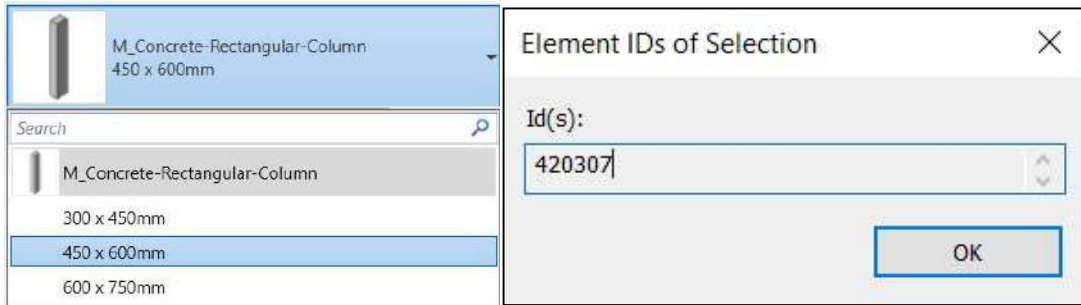 M_Concrete-Rectangular-Column
450 x 600mm
Search
M_Concrete-Rectangular-Column
300 x 450mm
450 x 600mm
600 x 750mm
Element IDs of Selection
Id(s):
420307
OK